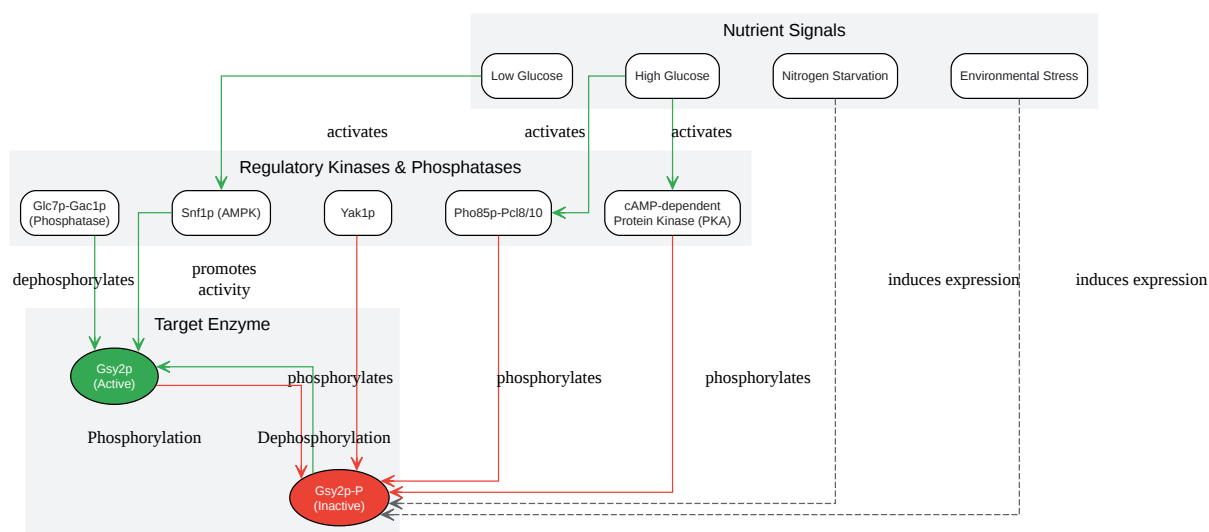 Nutrient Signals
Low Glucose
High Glucose
Nitrogen Starvation
Environmental Stress
activates
activates
activates
Regulatory Kinases & Phosphatases
Glc7p-Gac1p
(Phosphatase)
Snf1p (AMPK)
Yak1p
Pho85p-Pcl8/10
cAMP-dependent
Protein Kinase (PKA)
dephosphorylates
promotes
activity
induces expression
induces expression
Target Enzyme
Gsy2p
(Active)
phosphorylates
phosphorylates
phosphorylates
Phosphorylation
Dephosphorylation
Gsy2p-P
(Inactive)